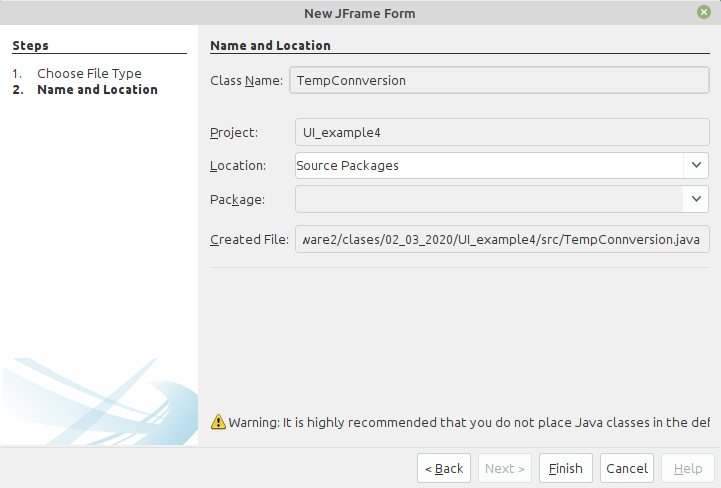 New JFrame Form
Steps
1. Choose File Type
2. Name and Location
Name and Location
Class Name: TempConnversion
Project: UI_example4
Location: Source Packages
Package:
Created File: ware2/clases/02_03_2020/UI_example4/src/TempConnversion.java
Warning: It is highly recommended that you do not place Java classes in the def
< Back Next > Finish Cancel Help